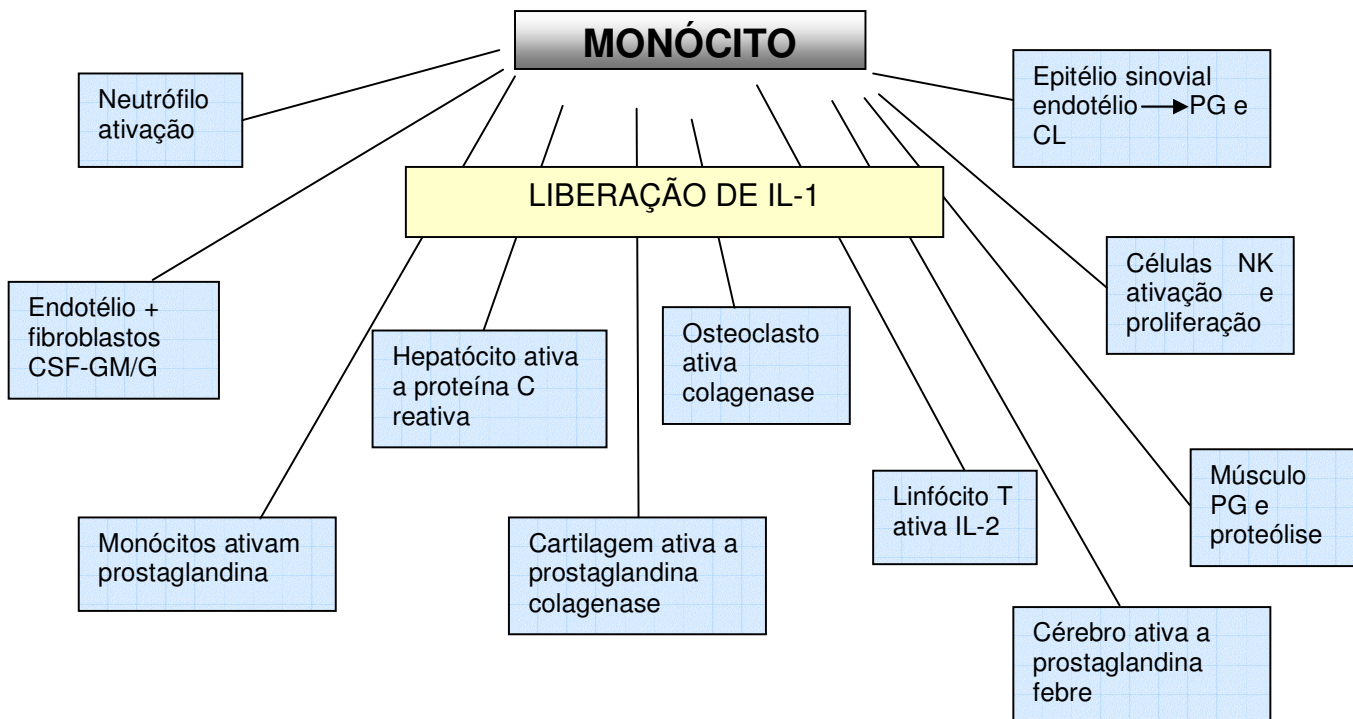 MONÓCITO
Neutrófilo
ativação
Epitélio sinovial
endotélio → PG e
CL
LIBERAÇÃO DE IL-1
Endotélio +
fibroblastos
CSF-GM/G
Hepatócito ativa
a proteína C
reativa
Osteoclasto
ativa
colagenase
Células NK
ativação e
proliferação
Monócitos ativam
prostaglandina
Cartilagem ativa a
prostaglandina
colagenase
Linfócito T
ativa IL-2
Músculo
PG e
proteólise
Cérebro ativa a
prostaglandina
febre